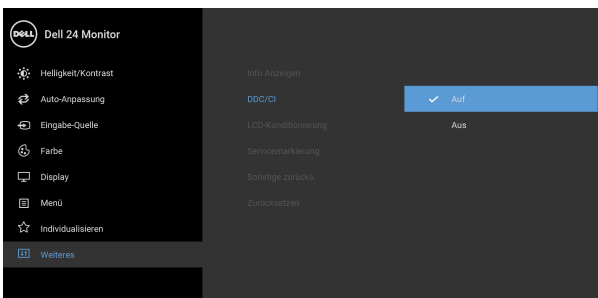 DELL
Dell 24 Monitor
Helligkeit/Kontrast
Auto-Anpassung
Eingabe-Quelle
Farbe
Display
Menü
Individualisieren
Weiteres
Info Anzeigen
DDC/CI
LCD-Konditionierung
Servicemarkierung
Sonstige zurücks.
Zurücksetzen
Auf
Aus